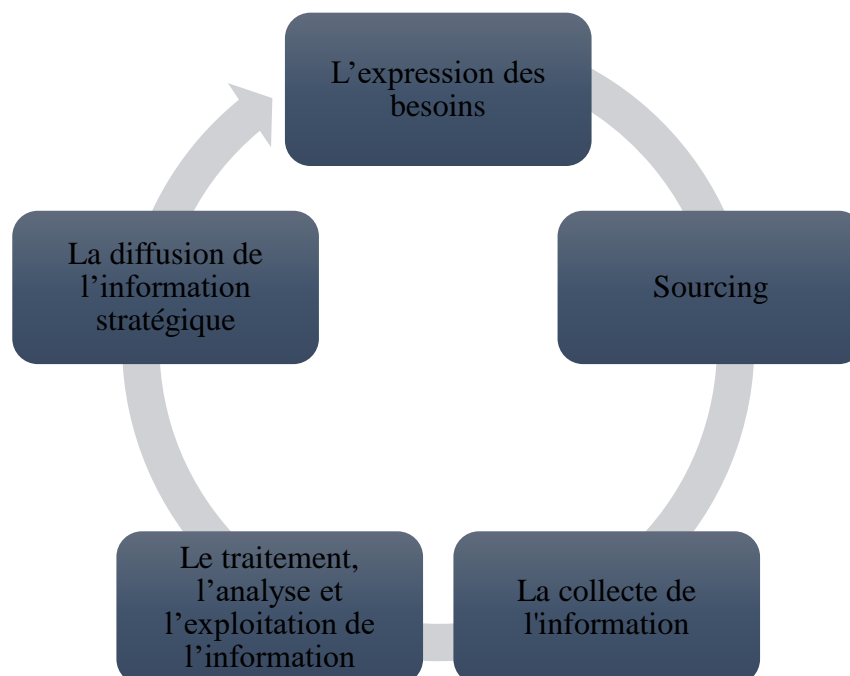 L’expression des
besoins
Sourcing
La collecte de
l'information
Le traitement,
l’analyse et
l’exploitation de
l’information
La diffusion de
l’information
stratégique